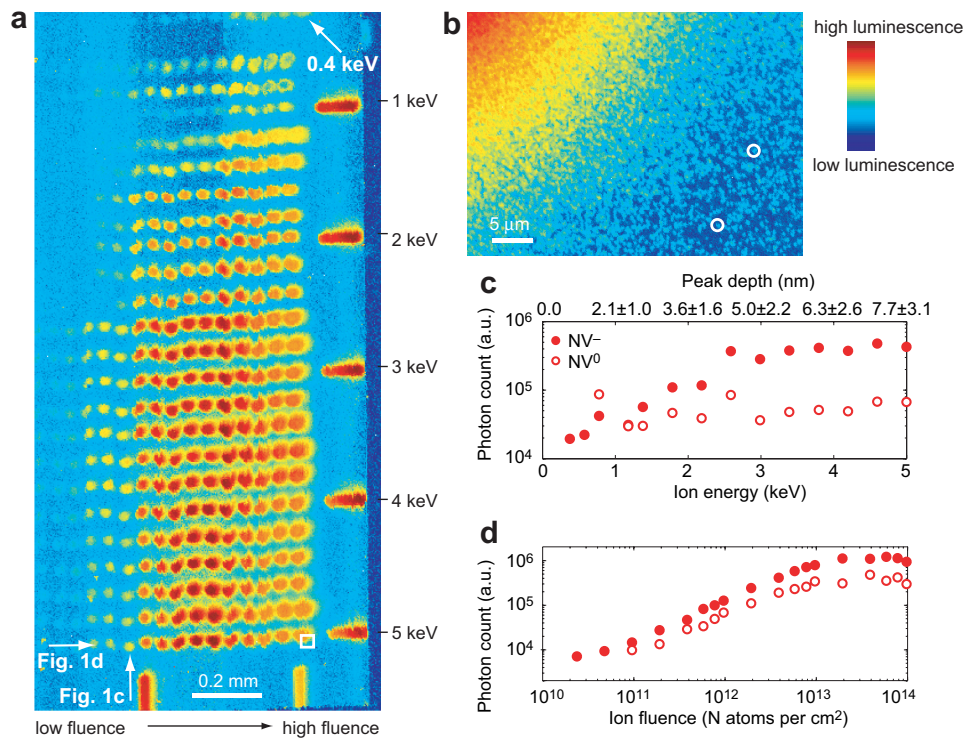 a
0.4 keV
1 keV
2 keV
3 keV
4 keV
5 keV
Fig. 1d
Fig. 1c
0.2 mm
low fluence
high fluence
b
5 μm
high luminescence
low luminescence
c
Peak depth (nm)
0.0 2.1±1.0 3.6±1.6 5.0±2.2 6.3±2.6 7.7±3.1
10⁶
10⁵
10⁴
Photon count (a.u.)
NV⁻
NV⁰
0 1 2 3 4 5
Ion energy (keV)
d
10⁶
10⁵
10⁴
Photon count (a.u.)
10¹⁰ 10¹¹ 10¹² 10¹³ 10¹⁴
Ion fluence (N atoms per cm²)